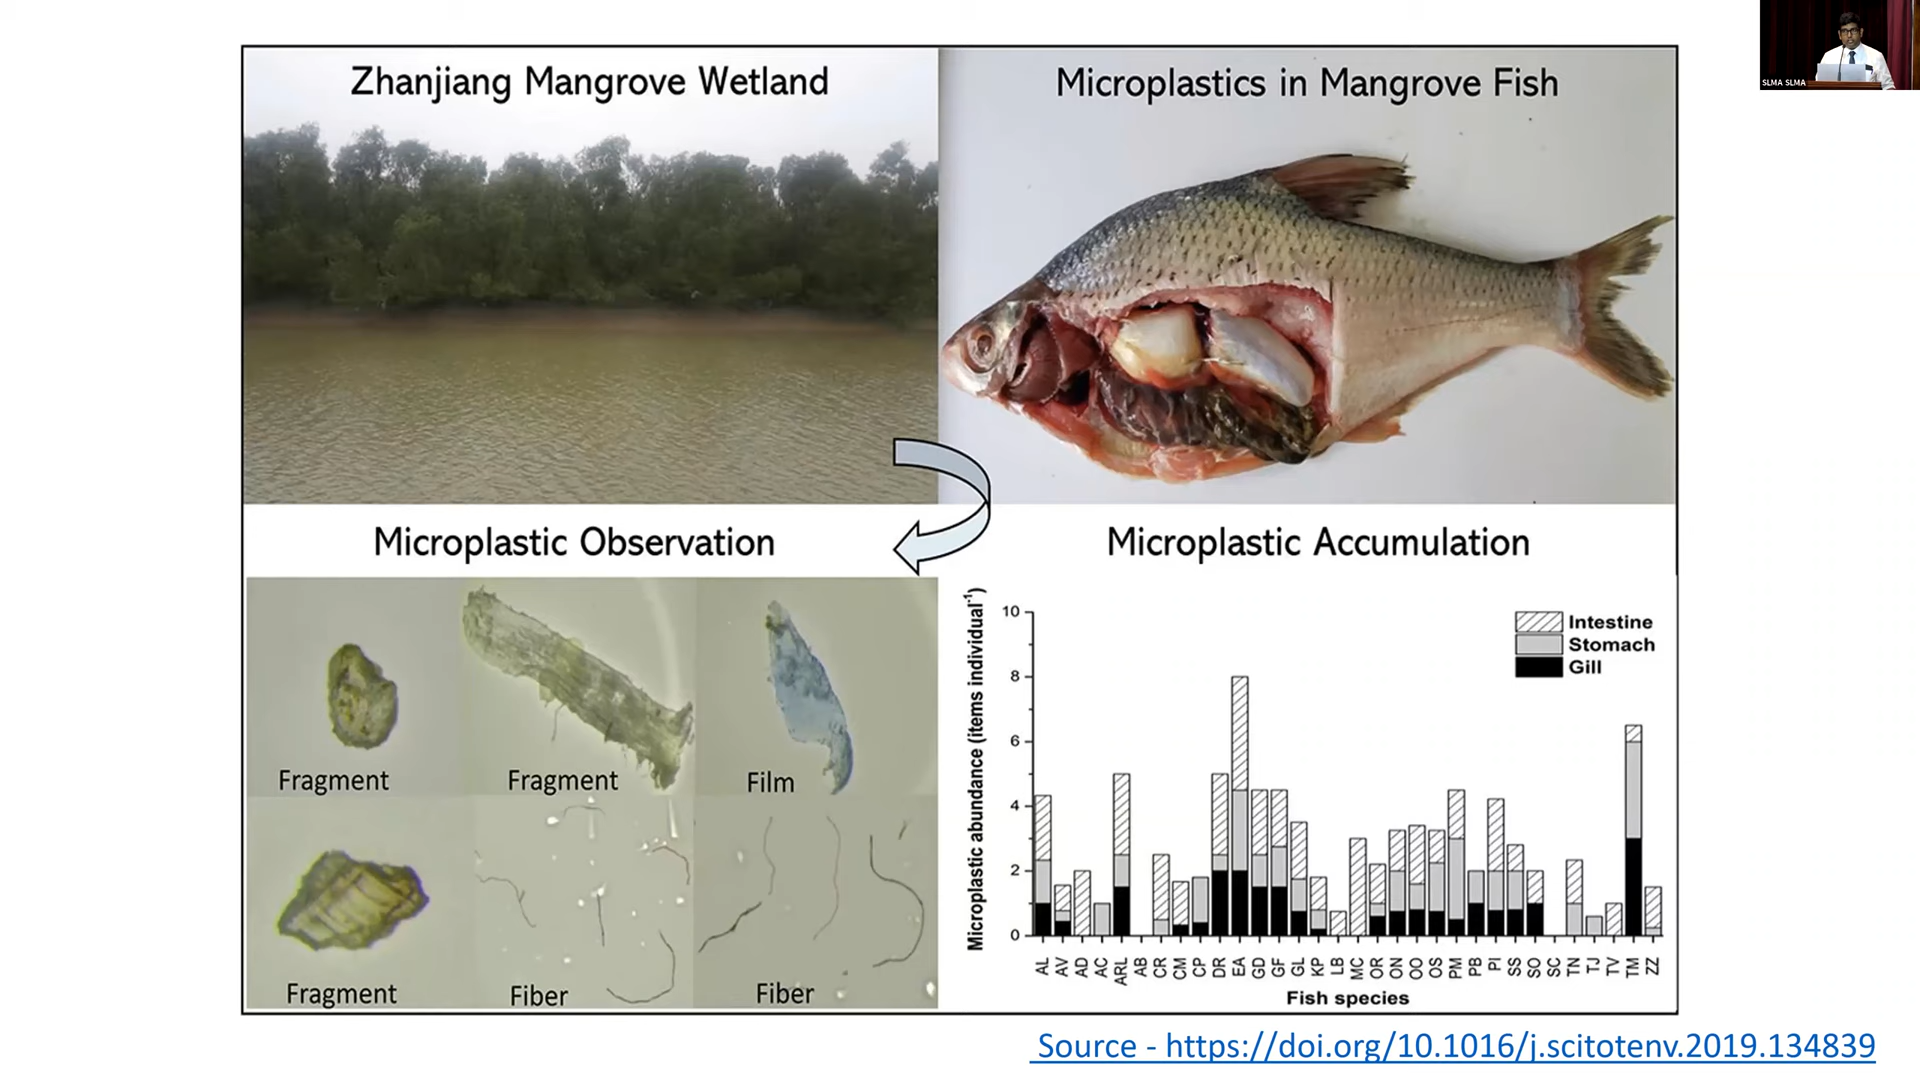 SLMA SLMA
Zhanjiang Mangrove Wetland
Microplastics in Mangrove Fish
Microplastic Observation
Fragment
Fragment
Film
Fragment
Fiber
Fiber
Microplastic Accumulation
Microplastic abundance (items individual⁻¹)
10
8
6
4
2
0
Intestine
Stomach
Gill
AL AV AD AC ARL AB CR CM CP DR EA GD GF GL KP LB MC OR ON OO OS PM PB PI SS SO SC TN TJ TV TM ZZ
Fish species
Source - https://doi.org/10.1016/j.scitotenv.2019.134839